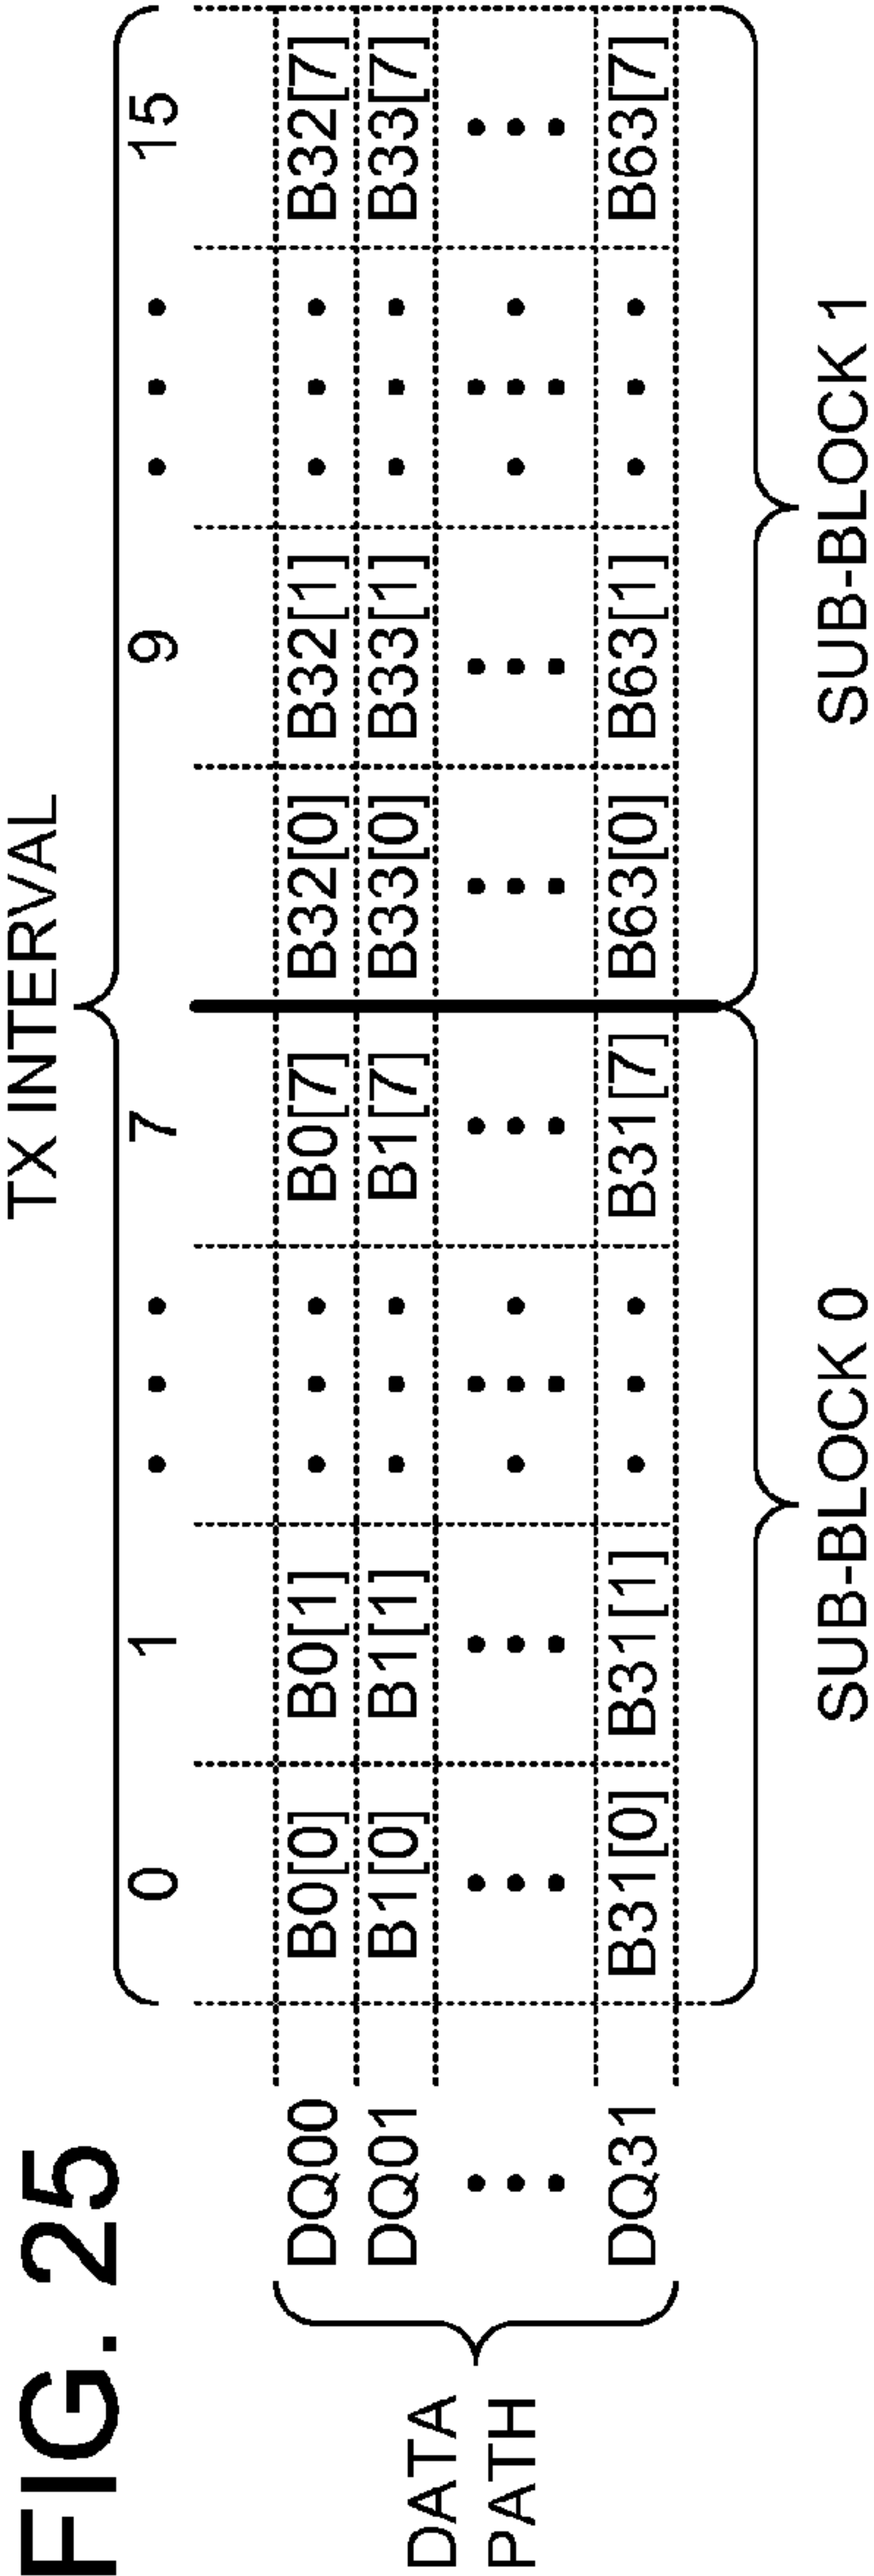 FIG. 25
TX INTERVAL
0 1 • • • 7 9 • • • 15
DATA
PATH
DQ00 B0[0] B0[1] • • • B0[7] B32[0] B32[1] • • • B32[7]
DQ01 B1[0] B1[1] • • • B1[7] B33[0] B33[1] • • • B33[7]
DQ31 B31[0] B31[1] • • • B31[7] B63[0] B63[1] • • • B63[7]
SUB-BLOCK 0 SUB-BLOCK 1